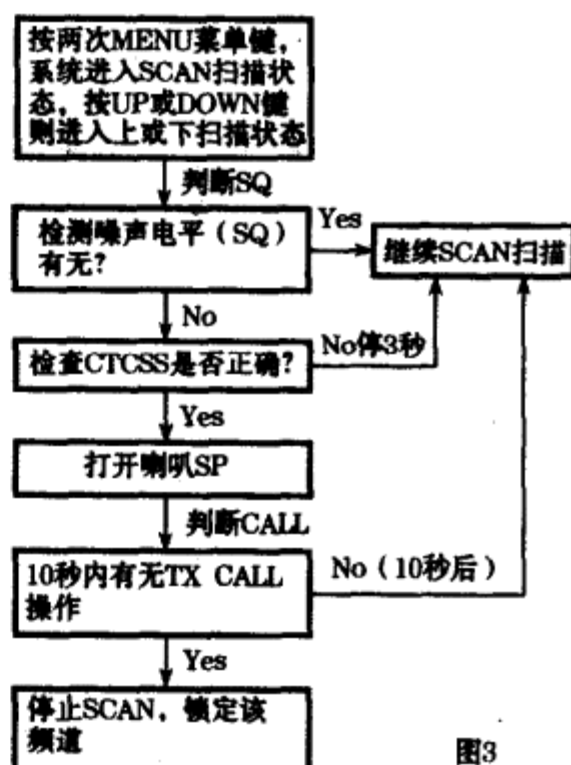 按两次MENU菜单键，
系统进入SCAN扫描状
态，按UP或DOWN键
则进入上或下扫描状态
判断SQ
检测噪声电平（SQ）
有无？
Yes
继续SCAN扫描
No
检查CTCSS是否正确？
No停3秒
Yes
打开喇叭SP
判断CALL
10秒内有无TX CALL
操作
No（10秒后）
Yes
停止SCAN，锁定该
频道
图3